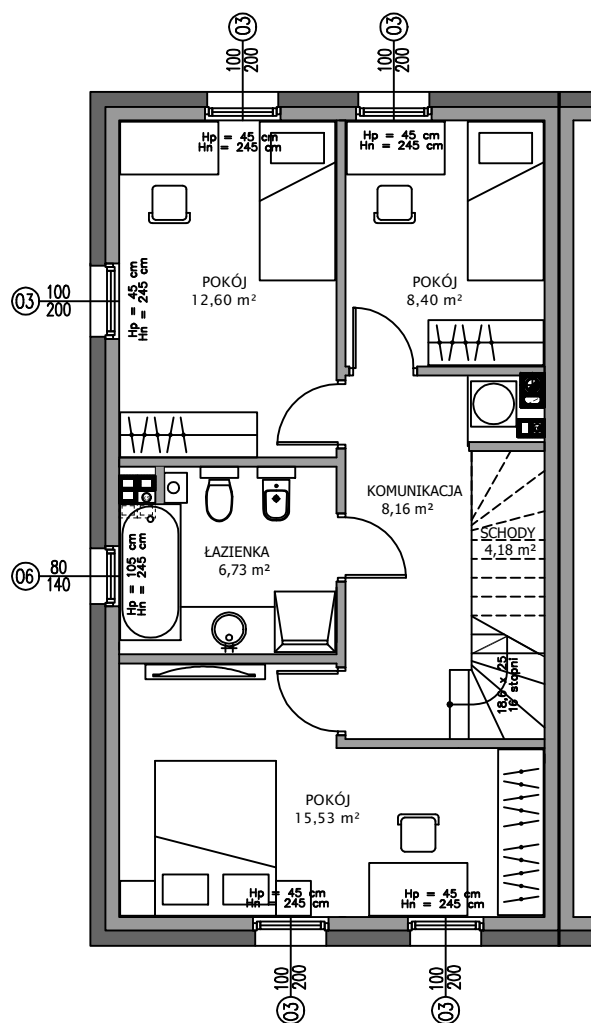 03
03
100
200
100
200
Hp = 45 cm
Hn = 245 cm
Hp = 45 cm
Hn = 245 cm
POKÓJ
12,60 m²
POKÓJ
8,40 m²
03
100
200
Hp = 45 cm
Hn = 245 cm
KOMUNIKACJA
8,16 m²
SCHODY
4,18 m²
ŁAZIENKA
6,73 m²
06
80
140
Hp = 105 cm
Hn = 245 cm
18,6 x 25
16 stopni
POKÓJ
15,53 m²
Hp = 45 cm
Hn = 245 cm
Hp = 45 cm
Hn = 245 cm
100
200
100
200
03
03